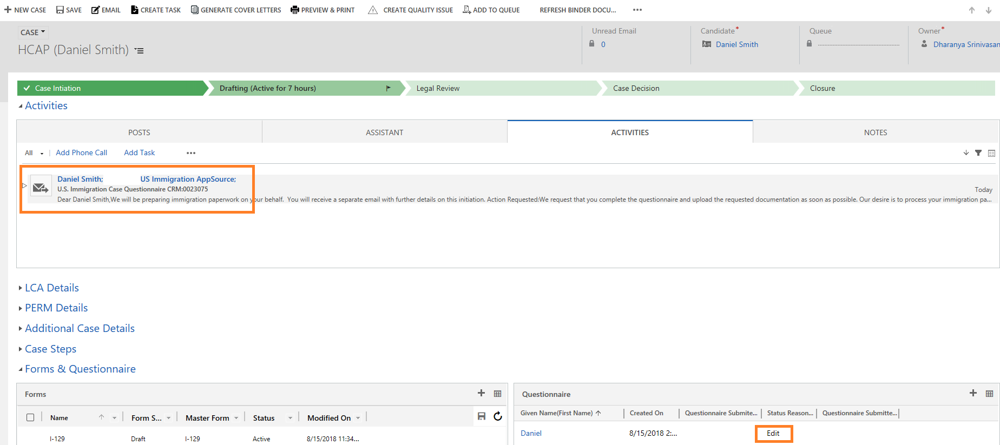 NEW CASE SAVE EMAIL CREATE TASK GENERATE COVER LETTERS PREVIEW & PRINT CREATE QUALITY ISSUE ADD TO QUEUE REFRESH BINDER DOCU... •••
CASE
HCAP (Daniel Smith)
Unread Email Candidate* Queue Owner*
0 Daniel Smith Dharanya Srinivasan
Case Intiation Drafting (Active for 7 hours) Legal Review Case Decision Closure
Activities
POSTS ASSISTANT ACTIVITIES NOTES
All | Add Phone Call Add Task •••
Daniel Smith; US Immigration AppSource;
U.S. Immigration Case Questionnaire CRM:0023075
Today
Dear Daniel Smith,We will be preparing immigration paperwork on your behalf. You will receive a separate email with further details on this initiation. Action Requested:We request that you complete the questionnaire and upload the requested documentation as soon as possible. Our desire is to process your immigration pa...
LCA Details
PERM Details
Additional Case Details
Case Steps
Forms & Questionnaire
Forms
Name Form S... Master Form Status Modified On
I-129 Draft I-129 Active 8/15/2018 11:34...
Questionnaire
Given Name(First Name) Created On Questionnaire Submitte... Status Reason... Questionnaire Submitte...
Daniel 8/15/2018 2:... Edit